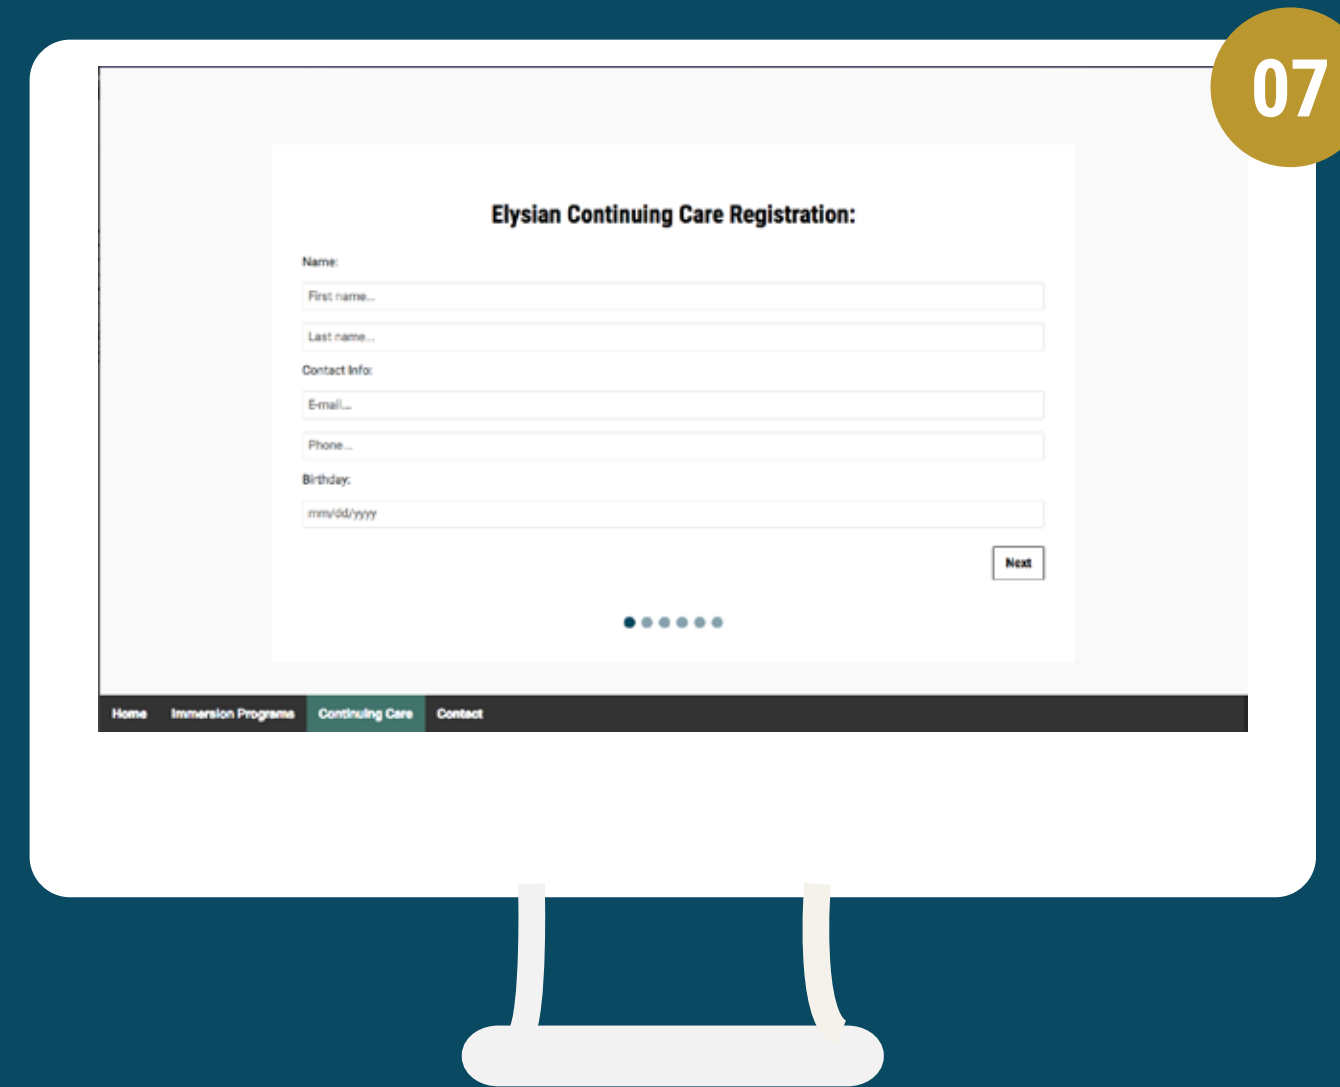 07
Elysian Continuing Care Registration:
Name:
First name...
Last name...
Contact Info:
E-mail...
Phone...
Birthday:
mm/dd/yyyy
Next
Home Immersion Programs Continuing Care Contact